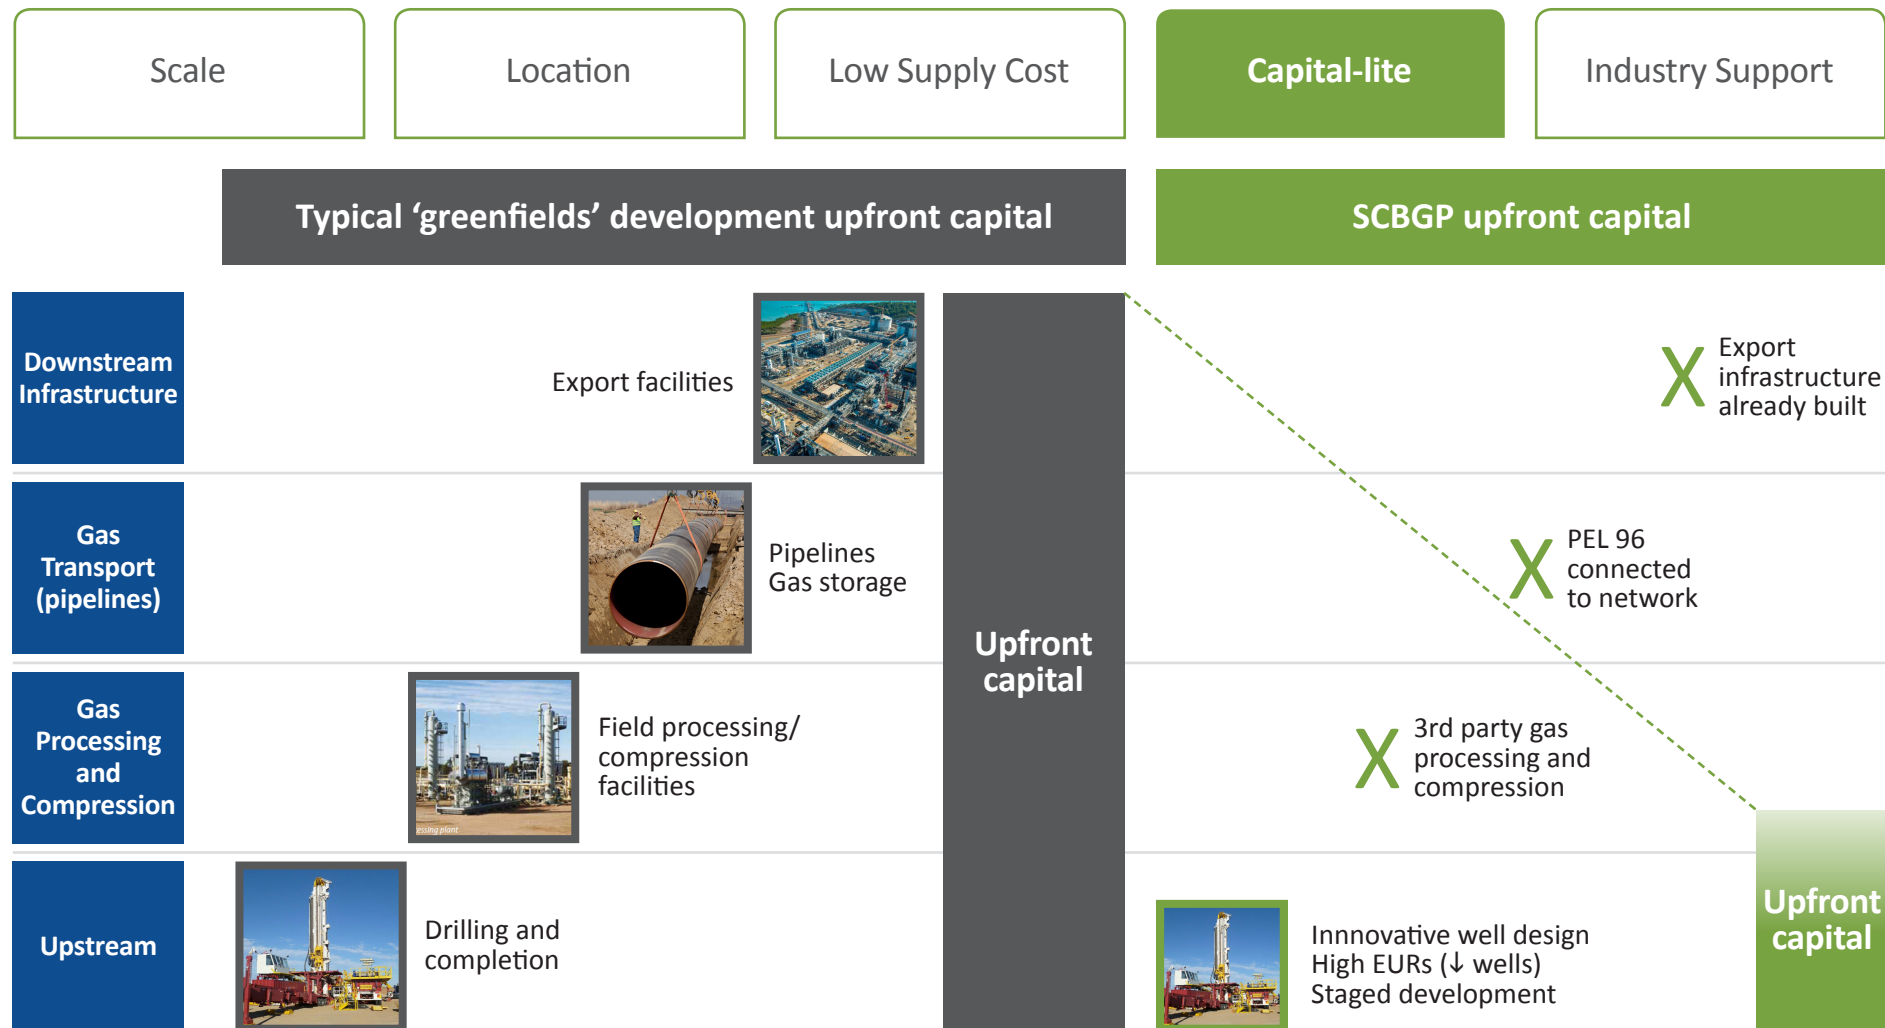 Scale
Location
Low Supply Cost
Capital-lite
Industry Support
Typical ‘greenfields’ development upfront capital
SCBGP upfront capital
Downstream
Infrastructure
Export facilities
X
Export
infrastructure
already built
Gas
Transport
(pipelines)
Pipelines
Gas storage
X
PEL 96
connected
to network
Upfront
capital
Gas
Processing
and
Compression
essing plant
Field processing/
compression
facilities
X
3rd party gas
processing and
compression
Upstream
Drilling and
completion
Innnovative well design
High EURs (↓ wells)
Staged development
Upfront
capital